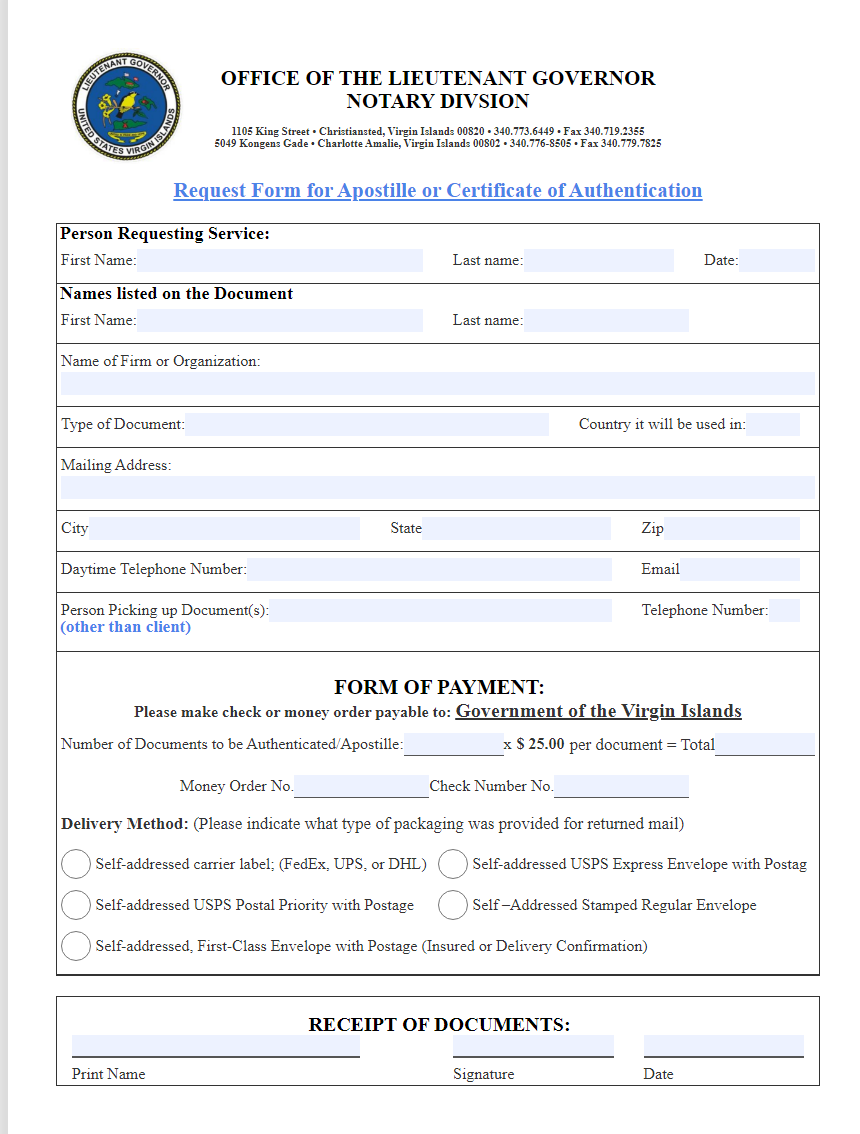 LIEUTENANT GOVERNOR
UNITED STATES VIRGIN ISLANDS
OFFICE OF THE LIEUTENANT GOVERNOR
NOTARY DIVSION
1105 King Street • Christiansted, Virgin Islands 00820 • 340.773.6449 • Fax 340.719.2355
5049 Kongens Gade • Charlotte Amalie, Virgin Islands 00802 • 340.776-8505 • Fax 340.779.7825
Request Form for Apostille or Certificate of Authentication
Person Requesting Service:
First Name: Last name: Date:
Names listed on the Document
First Name: Last name:
Name of Firm or Organization:
Type of Document: Country it will be used in:
Mailing Address:
City State Zip
Daytime Telephone Number: Email
Person Picking up Document(s): Telephone Number:
(other than client)
FORM OF PAYMENT:
Please make check or money order payable to: Government of the Virgin Islands
Number of Documents to be Authenticated/Apostille: x $ 25.00 per document = Total
Money Order No. Check Number No.
Delivery Method: (Please indicate what type of packaging was provided for returned mail)
Self-addressed carrier label; (FedEx, UPS, or DHL) Self-addressed USPS Express Envelope with Postag
Self-addressed USPS Postal Priority with Postage Self –Addressed Stamped Regular Envelope
Self-addressed, First-Class Envelope with Postage (Insured or Delivery Confirmation)
RECEIPT OF DOCUMENTS:
Print Name Signature Date